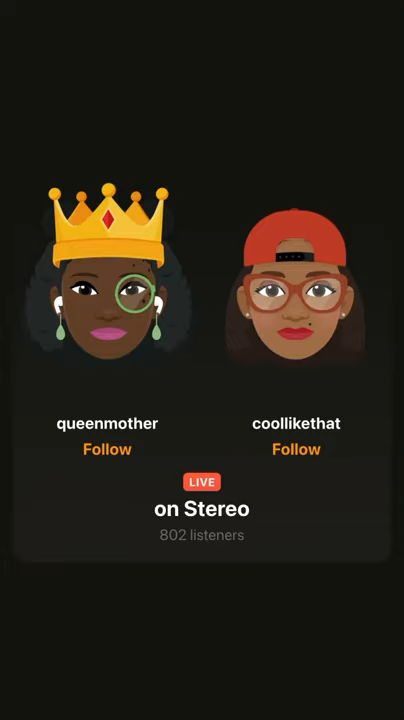 queenmother
coollikethat
Follow
Follow
LIVE
on Stereo
802 listeners